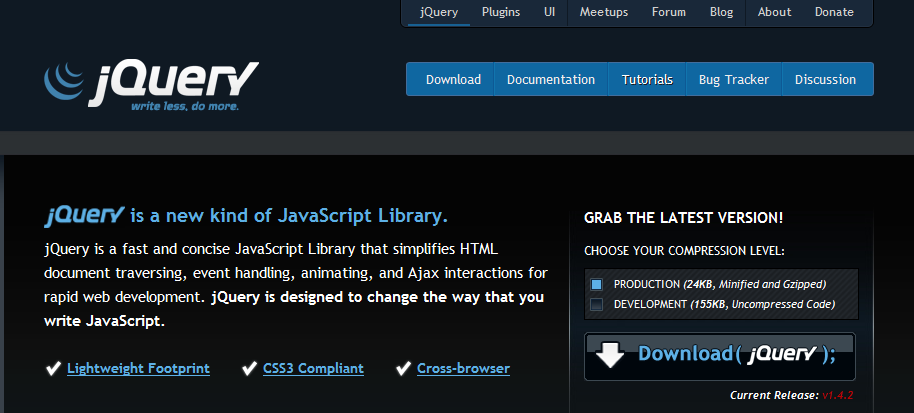 jQuery Plugins UI Meetups Forum Blog About Donate
jQuery
write less, do more.
Download Documentation Tutorials Bug Tracker Discussion
jQuery is a new kind of JavaScript Library.
jQuery is a fast and concise JavaScript Library that simplifies HTML
document traversing, event handling, animating, and Ajax interactions for
rapid web development. jQuery is designed to change the way that you
write JavaScript.
Lightweight Footprint CSS3 Compliant Cross-browser
GRAB THE LATEST VERSION!
CHOOSE YOUR COMPRESSION LEVEL:
PRODUCTION (24KB, Minified and Gzipped)
DEVELOPMENT (155KB, Uncompressed Code)
Download( jQuery );
Current Release: v1.4.2